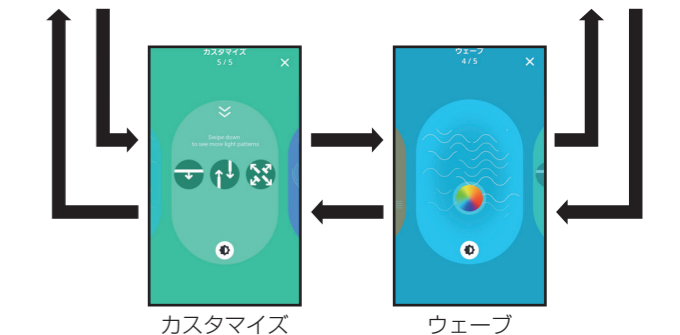 カスタマイズ
5 / 5
Swipe down
to see more light patterns
ウェーブ
4 / 5
カスタマイズ
ウェーブ